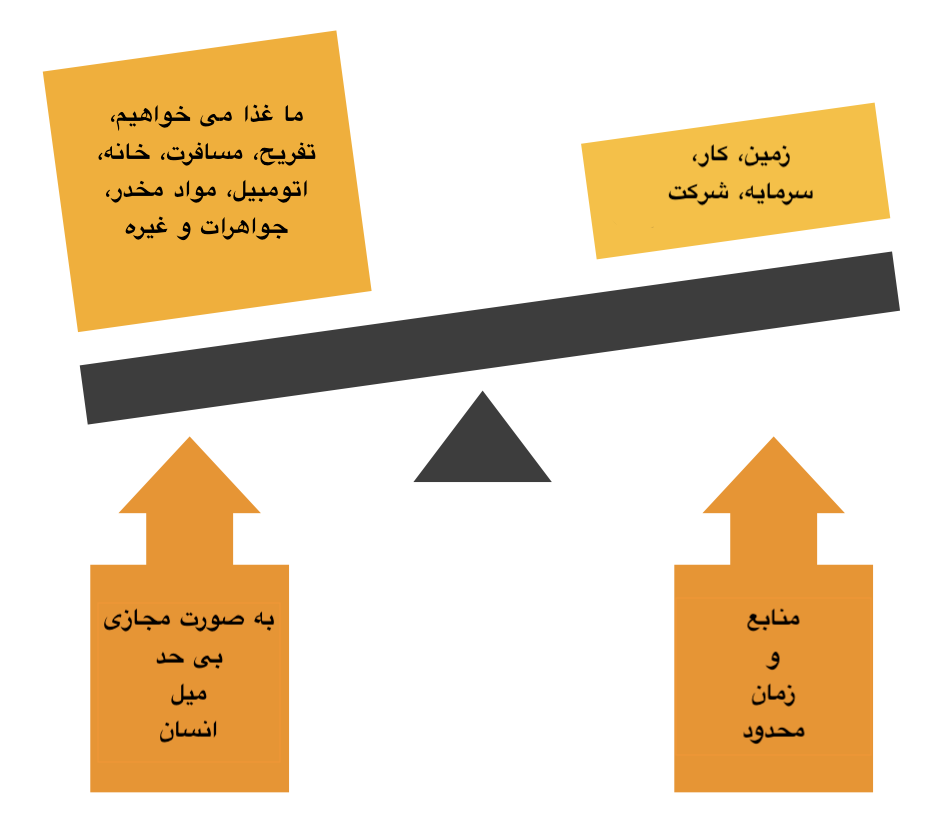 ما غذا می خواهیم،
تفریح، مسافرت، خانه،
اتومبیل، مواد مخدر،
جواهرات و غیره
زمین، کار،
سرمایه، شرکت
به صورت مجازی
بی حد
میل
انسان
منابع
و
زمان
محدود